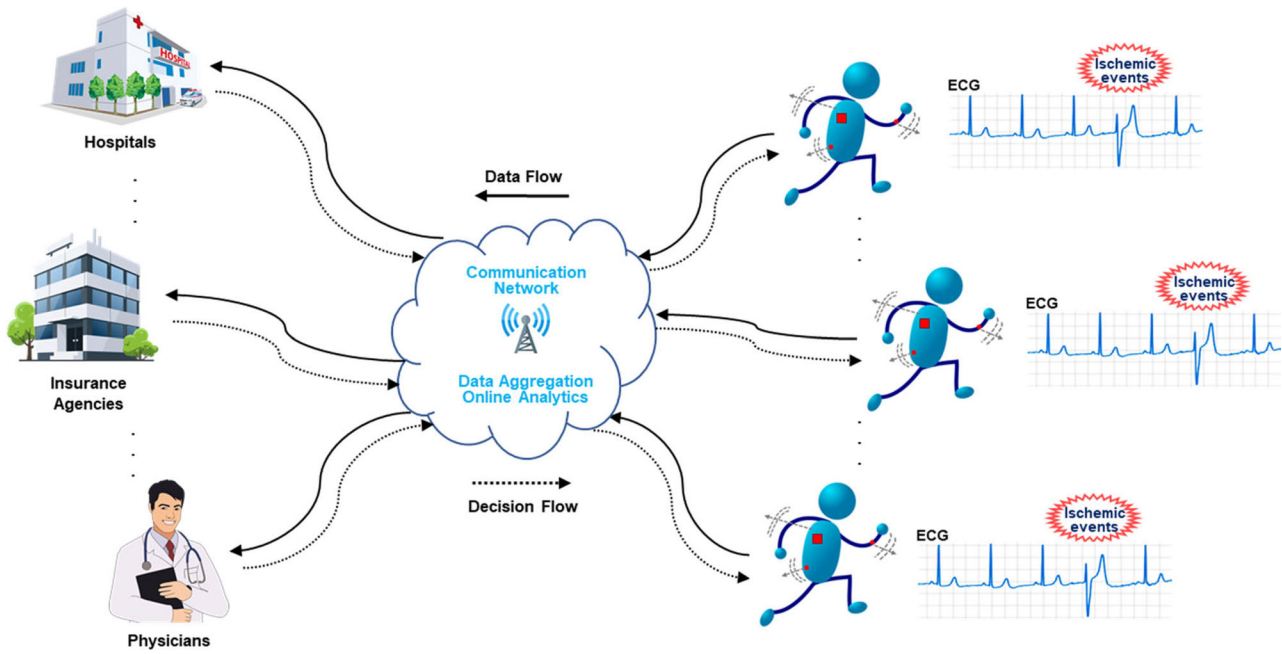 HOSPITAL
Hospitals
Insurance
Agencies
Physicians
Data Flow
Communication
Network
Data Aggregation
Online Analytics
Decision Flow
ECG
Ischemic
events
ECG
Ischemic
events
ECG
Ischemic
events